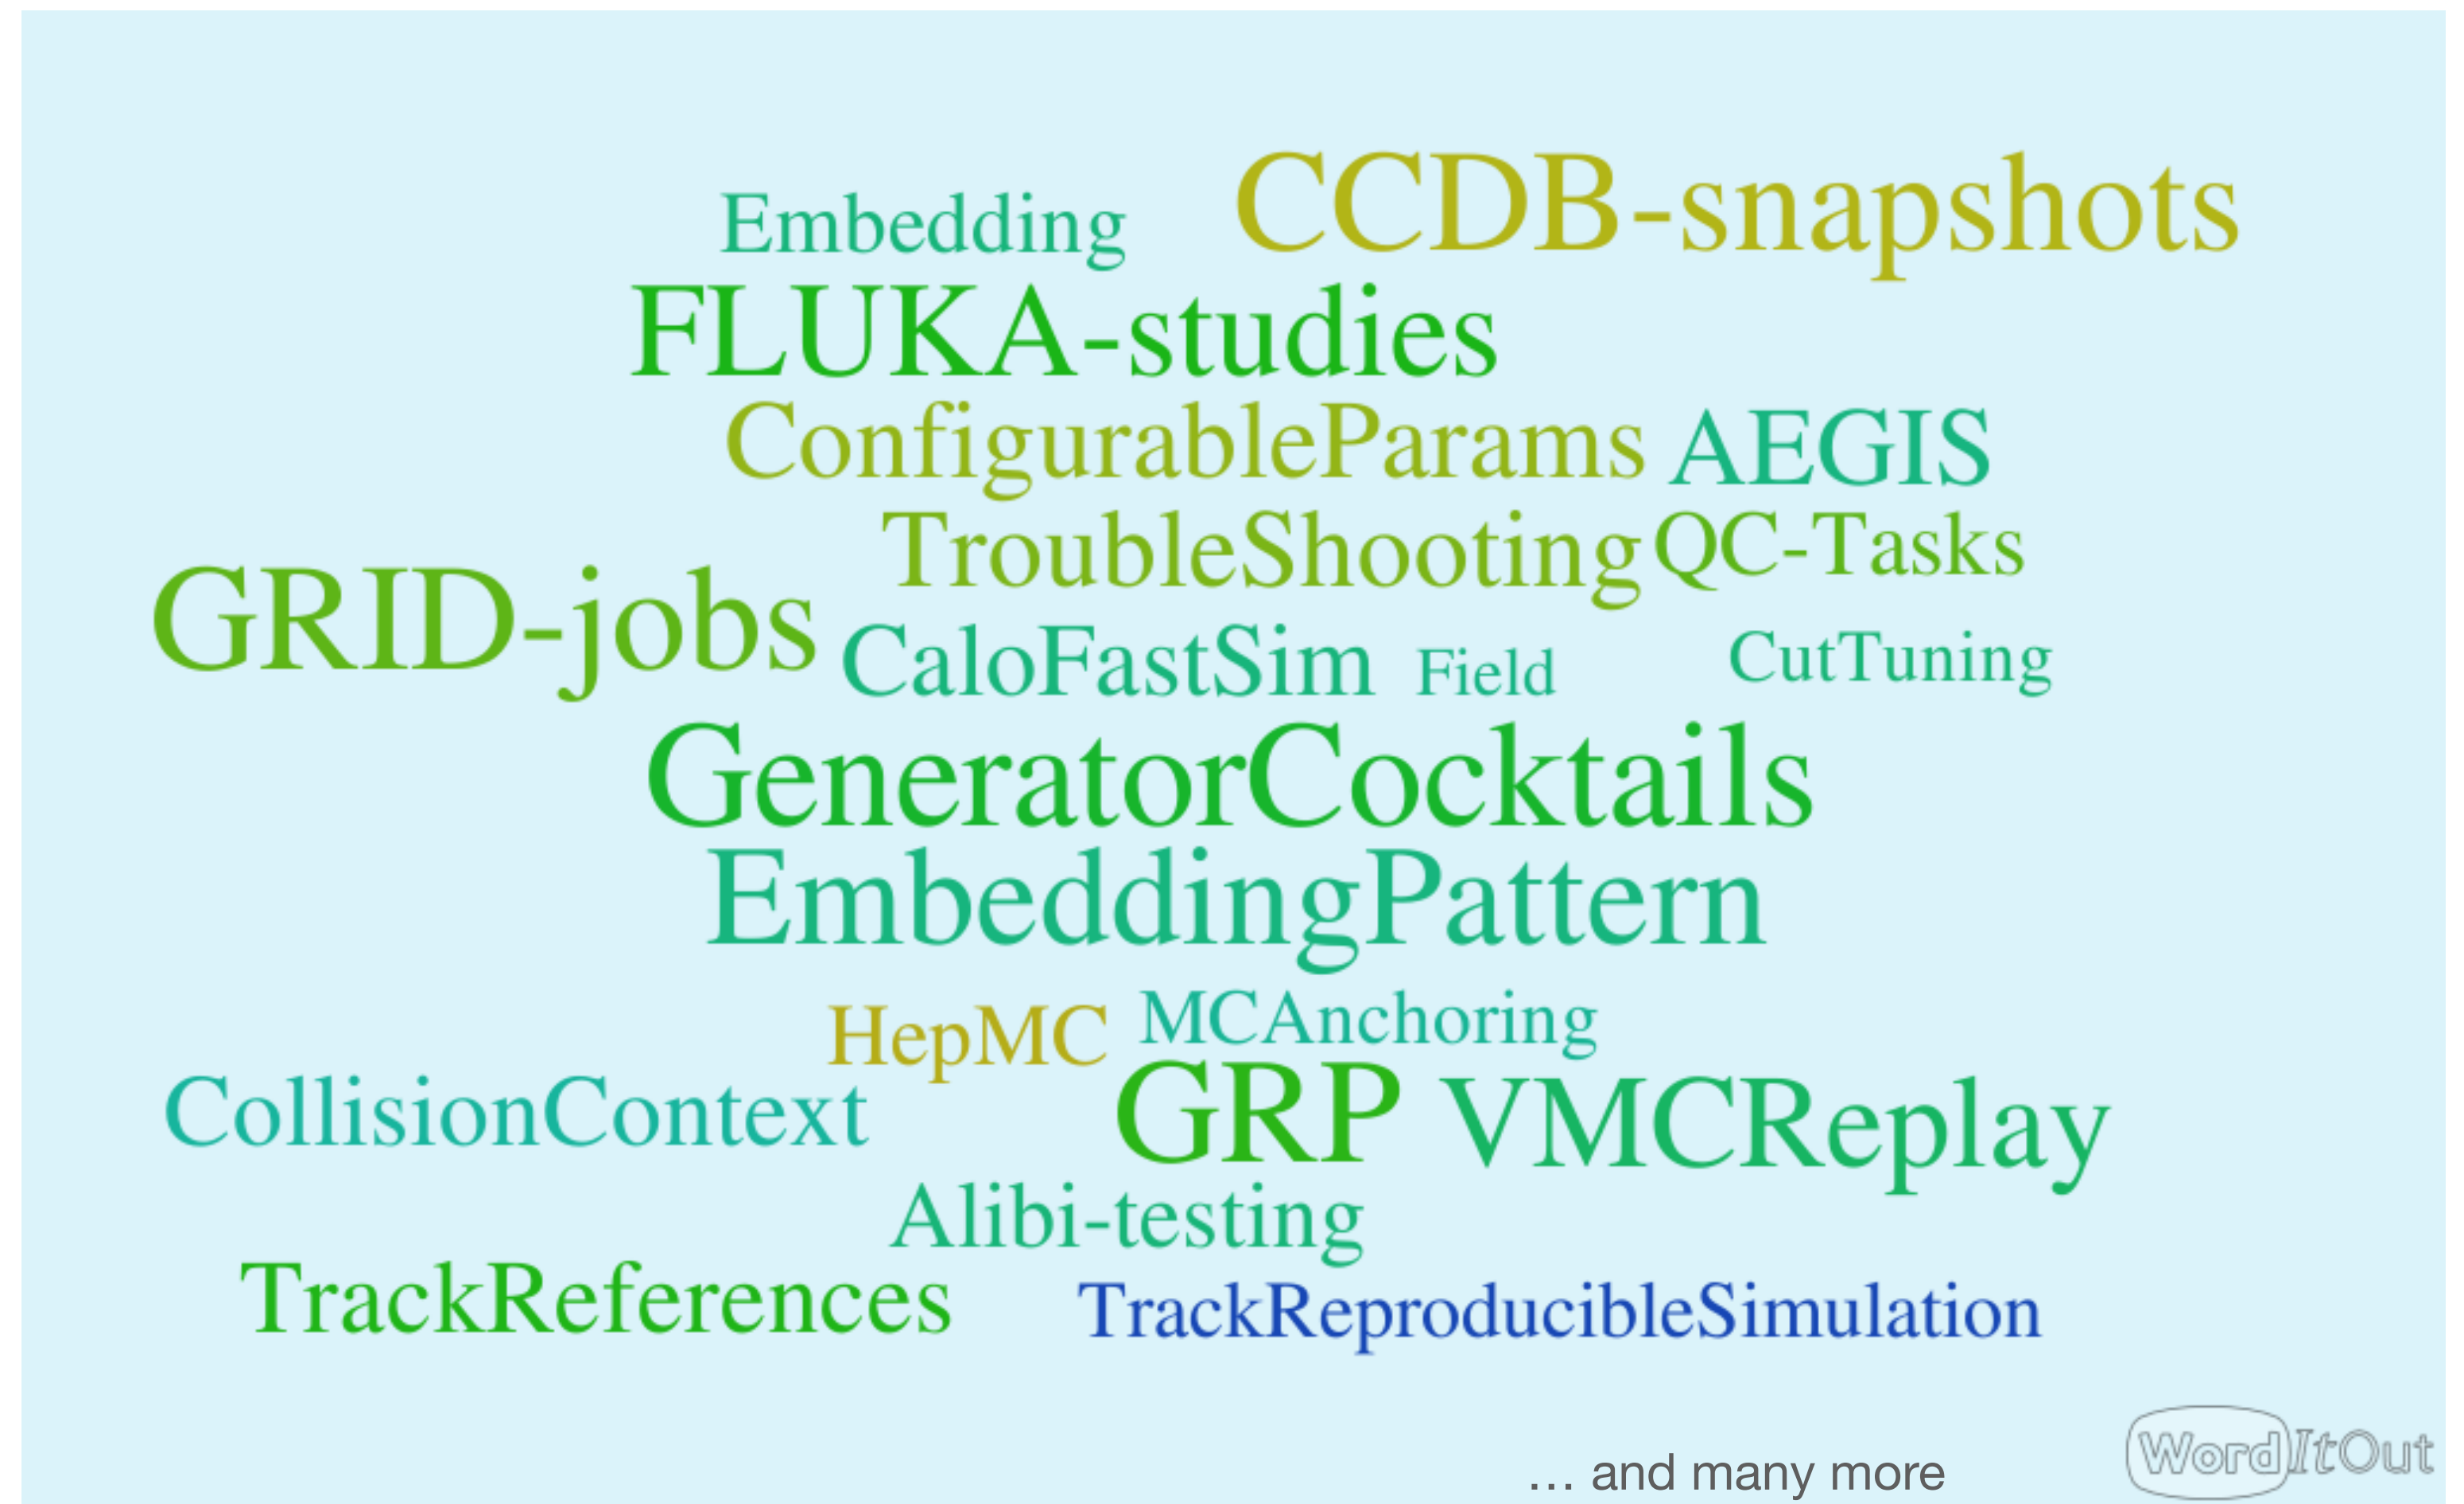 Embedding CCDB-snapshots
FLUKA-studies
ConfigurableParams AEGIS
TroubleShooting QC-Tasks
GRID-jobs CaloFastSim Field CutTuning
GeneratorCocktails
EmbeddingPattern
HepMC MCAnchoring
CollisionContext GRP VMCReplay
Alibi-testing
TrackReferences TrackReproducibleSimulation
... and many more
WordItOut